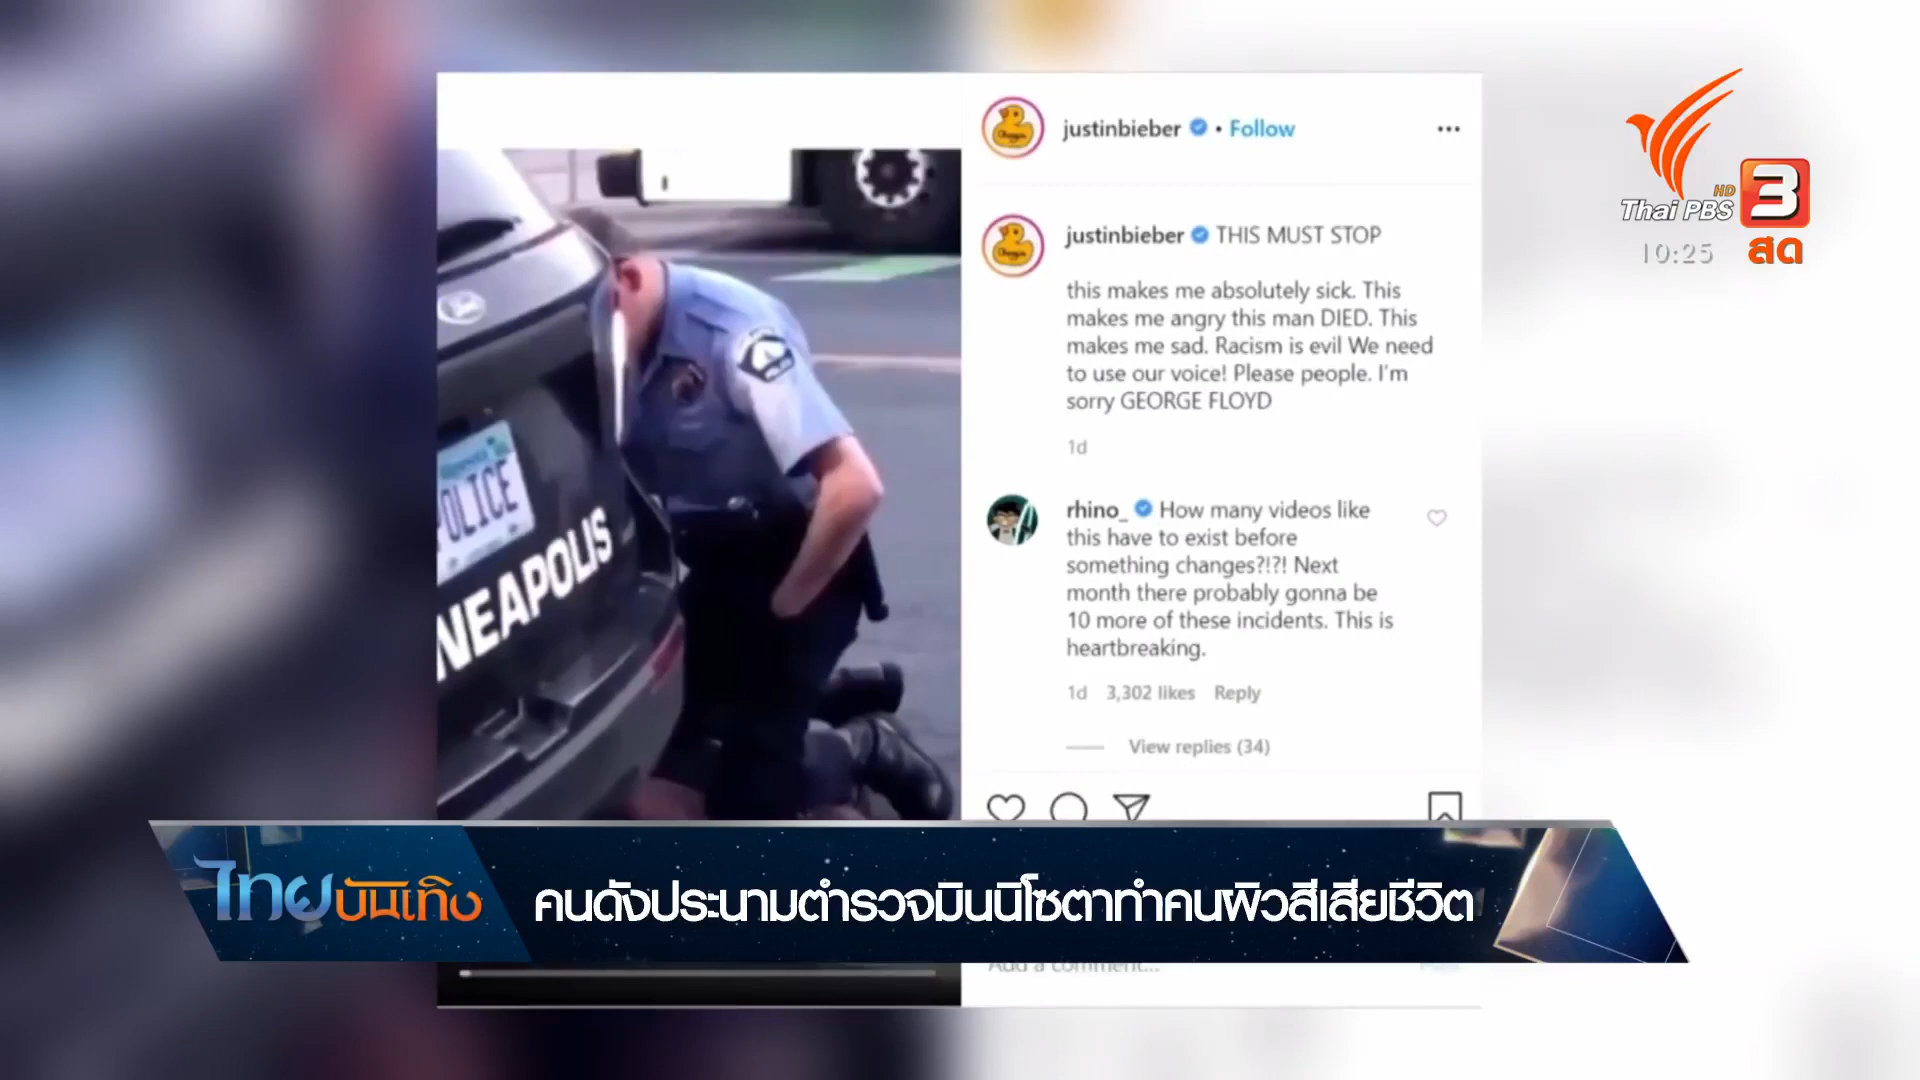 justinbieber • Follow
justinbieber THIS MUST STOP
this makes me absolutely sick. This
makes me angry this man DIED. This
makes me sad. Racism is evil We need
to use our voice! Please people. I'm
sorry GEORGE FLOYD
1d
rhino_ How many videos like
this have to exist before
something changes?!?! Next
month there probably gonna be
10 more of these incidents. This is
heartbreaking.
1d 3,302 likes Reply
View replies (34)
Add a comment...
POLICE
NEAPOLIS
HD
Thai PBS 3
10:25 สด
ไทยบันเทิง
คนดังประนามตำรวจมินนิโซตาทำคนผิวสีเสียชีวิต